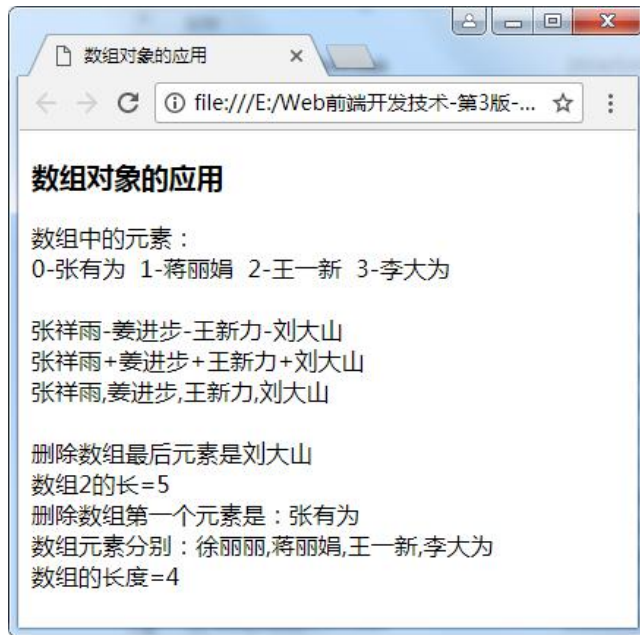 数组对象的应用
file:///E:/Web前端开发技术-第3版-...
数组对象的应用
数组中的元素：
0-张有为 1-蒋丽娟 2-王一新 3-李大为
张祥雨-姜进步-王新力-刘大山
张祥雨+姜进步+王新力+刘大山
张祥雨,姜进步,王新力,刘大山
删除数组最后元素是刘大山
数组2的长=5
删除数组第一个元素是：张有为
数组元素分别：徐丽丽,蒋丽娟,王一新,李大为
数组的长度=4